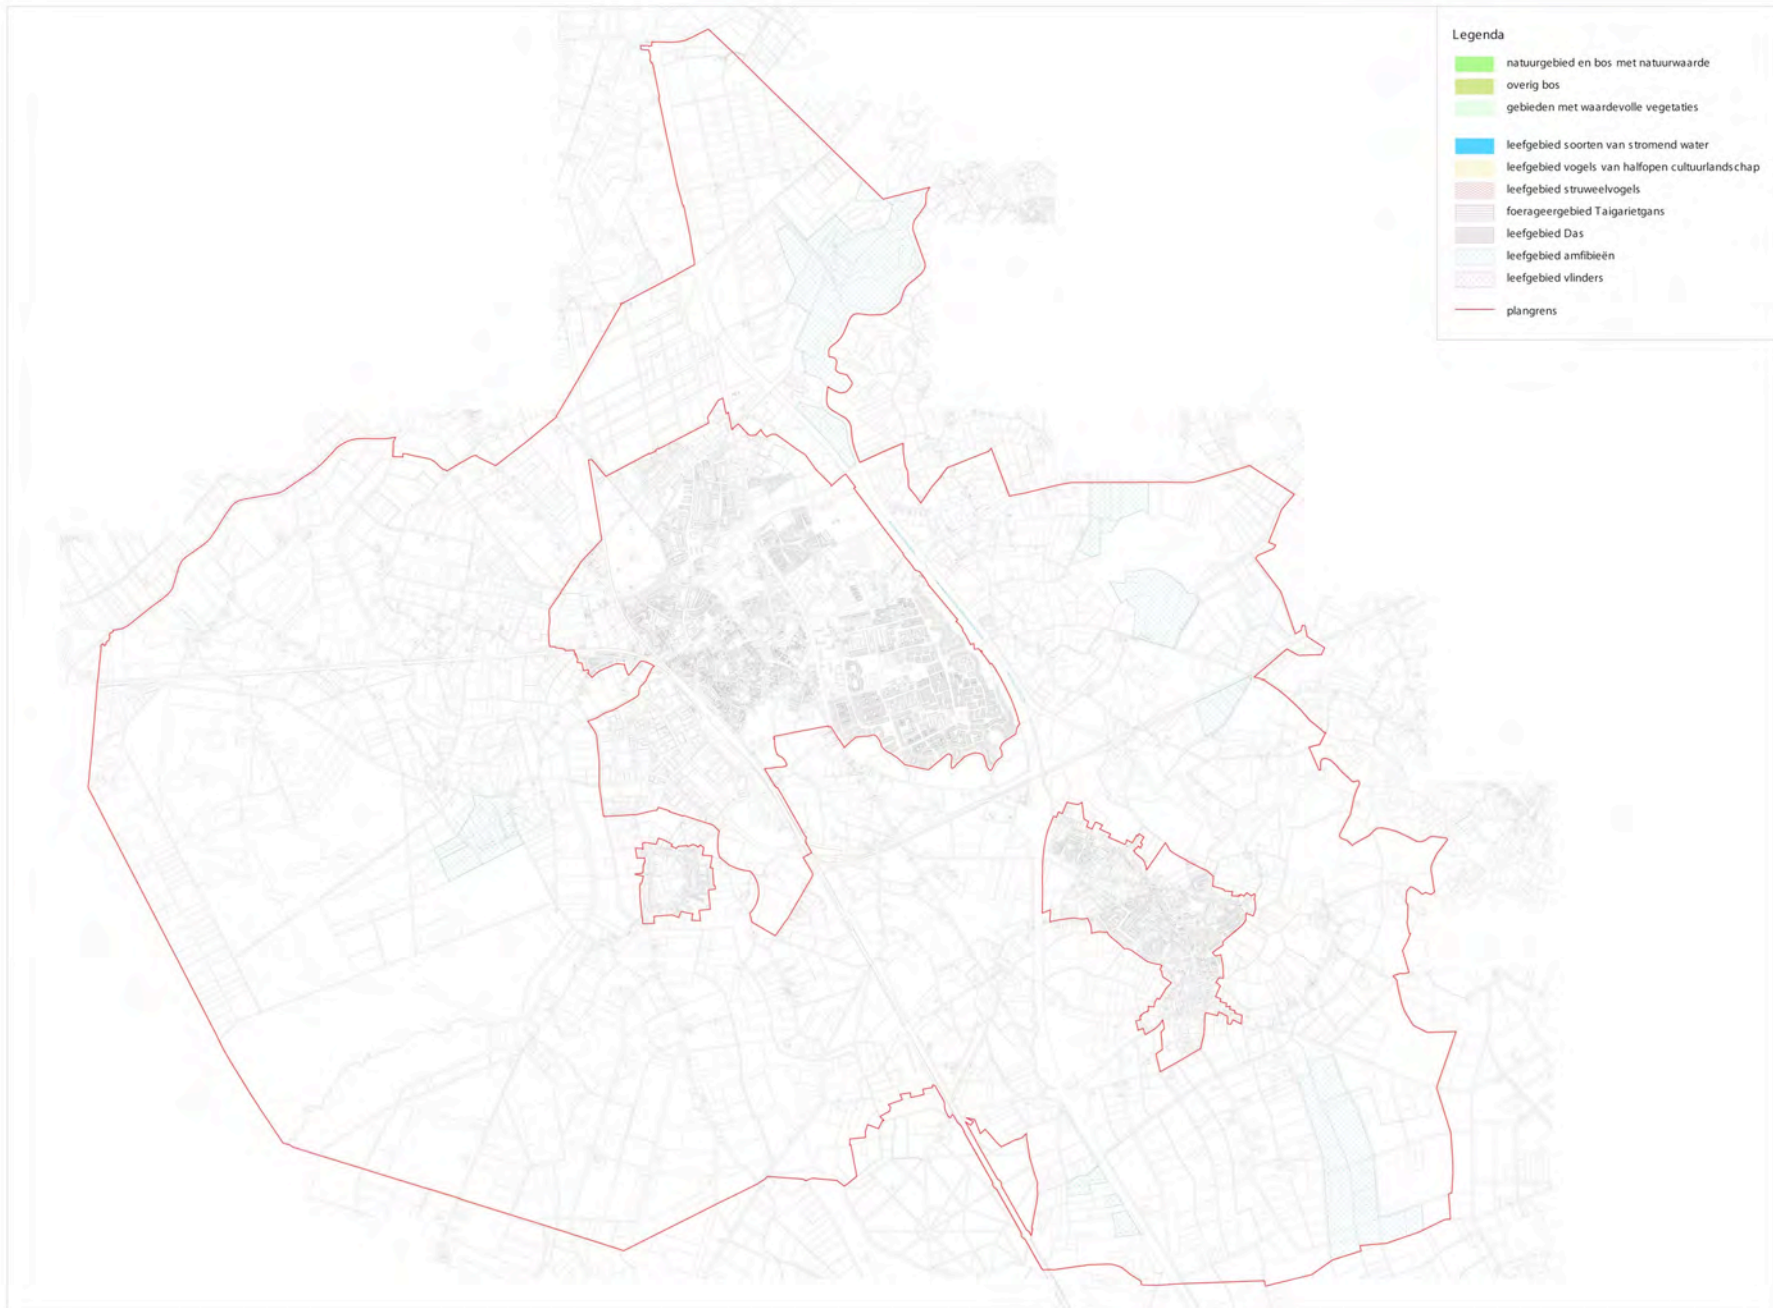 Legenda
natuurgebied en bos met natuurwaarde
overig bos
gebieden met waardevolle vegetaties
leefgebied soorten van stromend water
leefgebied vogels van halfopen cultuurlandschap
leefgebied struweelvogels
foerageergebied Taigarietgans
leefgebied Das
leefgebied amfibieën
leefgebied vlinders
plangrens